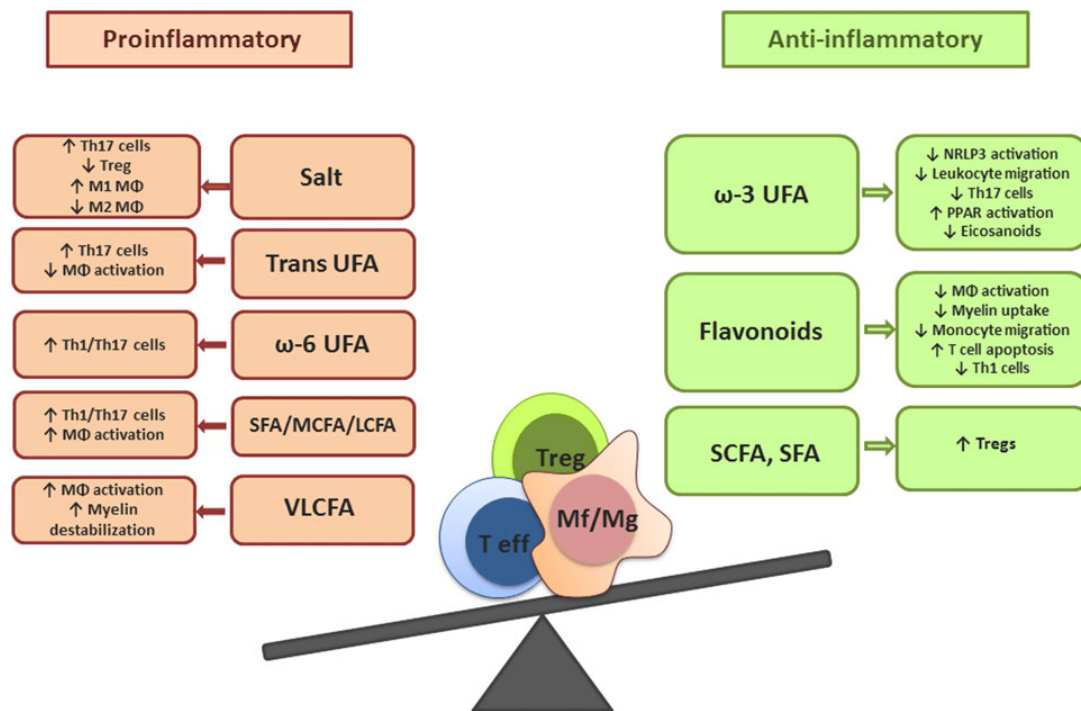 Proinflammatory
Anti-inflammatory
↑ Th17 cells
↓ Treg
↑ M1 MΦ
↓ M2 MΦ
Salt
↑ Th17 cells
↓ MΦ activation
Trans UFA
↑ Th1/Th17 cells
ω-6 UFA
↑ Th1/Th17 cells
↑ MΦ activation
SFA/MCFA/LCFA
↑ MΦ activation
↑ Myelin
destabilization
VLCFA
ω-3 UFA
↓ NRLP3 activation
↓ Leukocyte migration
↓ Th17 cells
↑ PPAR activation
↓ Eicosanoids
Flavonoids
↓ MΦ activation
↓ Myelin uptake
↓ Monocyte migration
↑ T cell apoptosis
↓ Th1 cells
SCFA, SFA
↑ Tregs
Treg
Mf/Mg
T eff